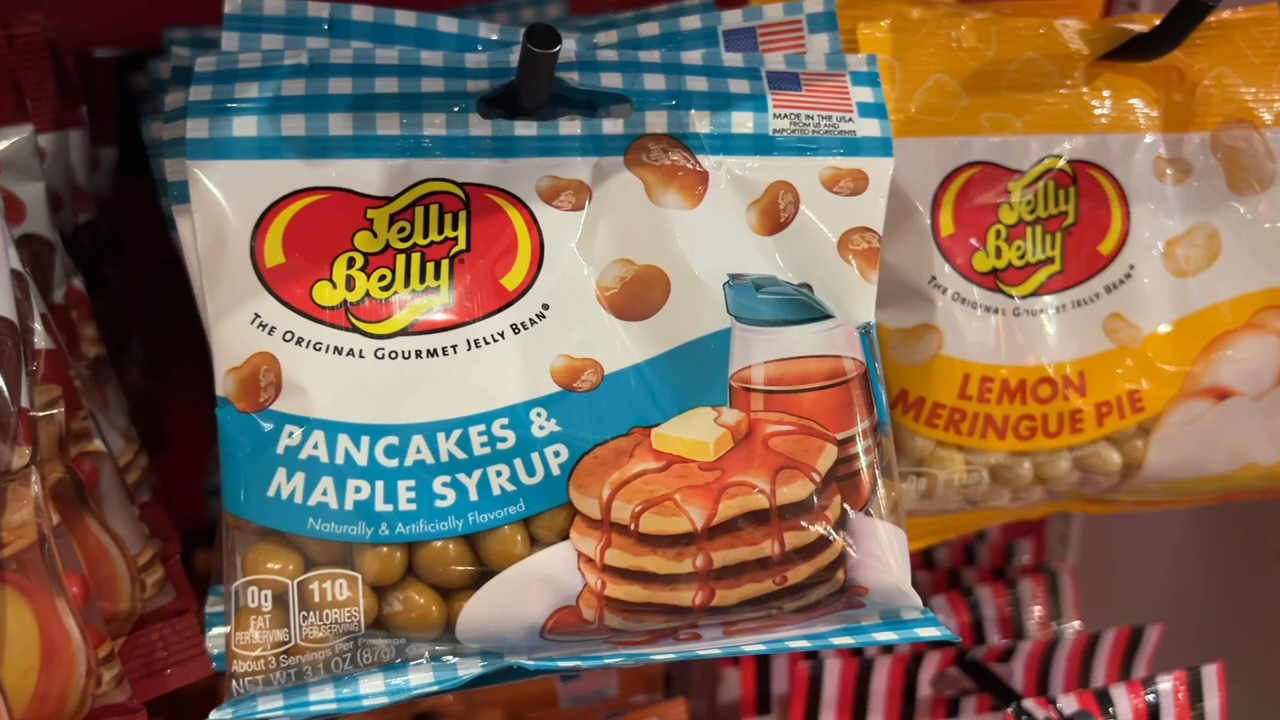 MADE IN THE USA
FROM US AND
IMPORTED INGREDIENTS
Jelly
Belly®
THE ORIGINAL GOURMET JELLY BEAN®
PANCAKES &
MAPLE SYRUP
Naturally & Artificially Flavored
0g
FAT
PER SERVING
110
CALORIES
PER SERVING
About 3 Servings Per Package
NET WT 3.1 OZ (87g)
Jelly
Belly
THE ORIGINAL GOURMET JELLY BEAN®
LEMON
MERINGUE PIE
0g
110